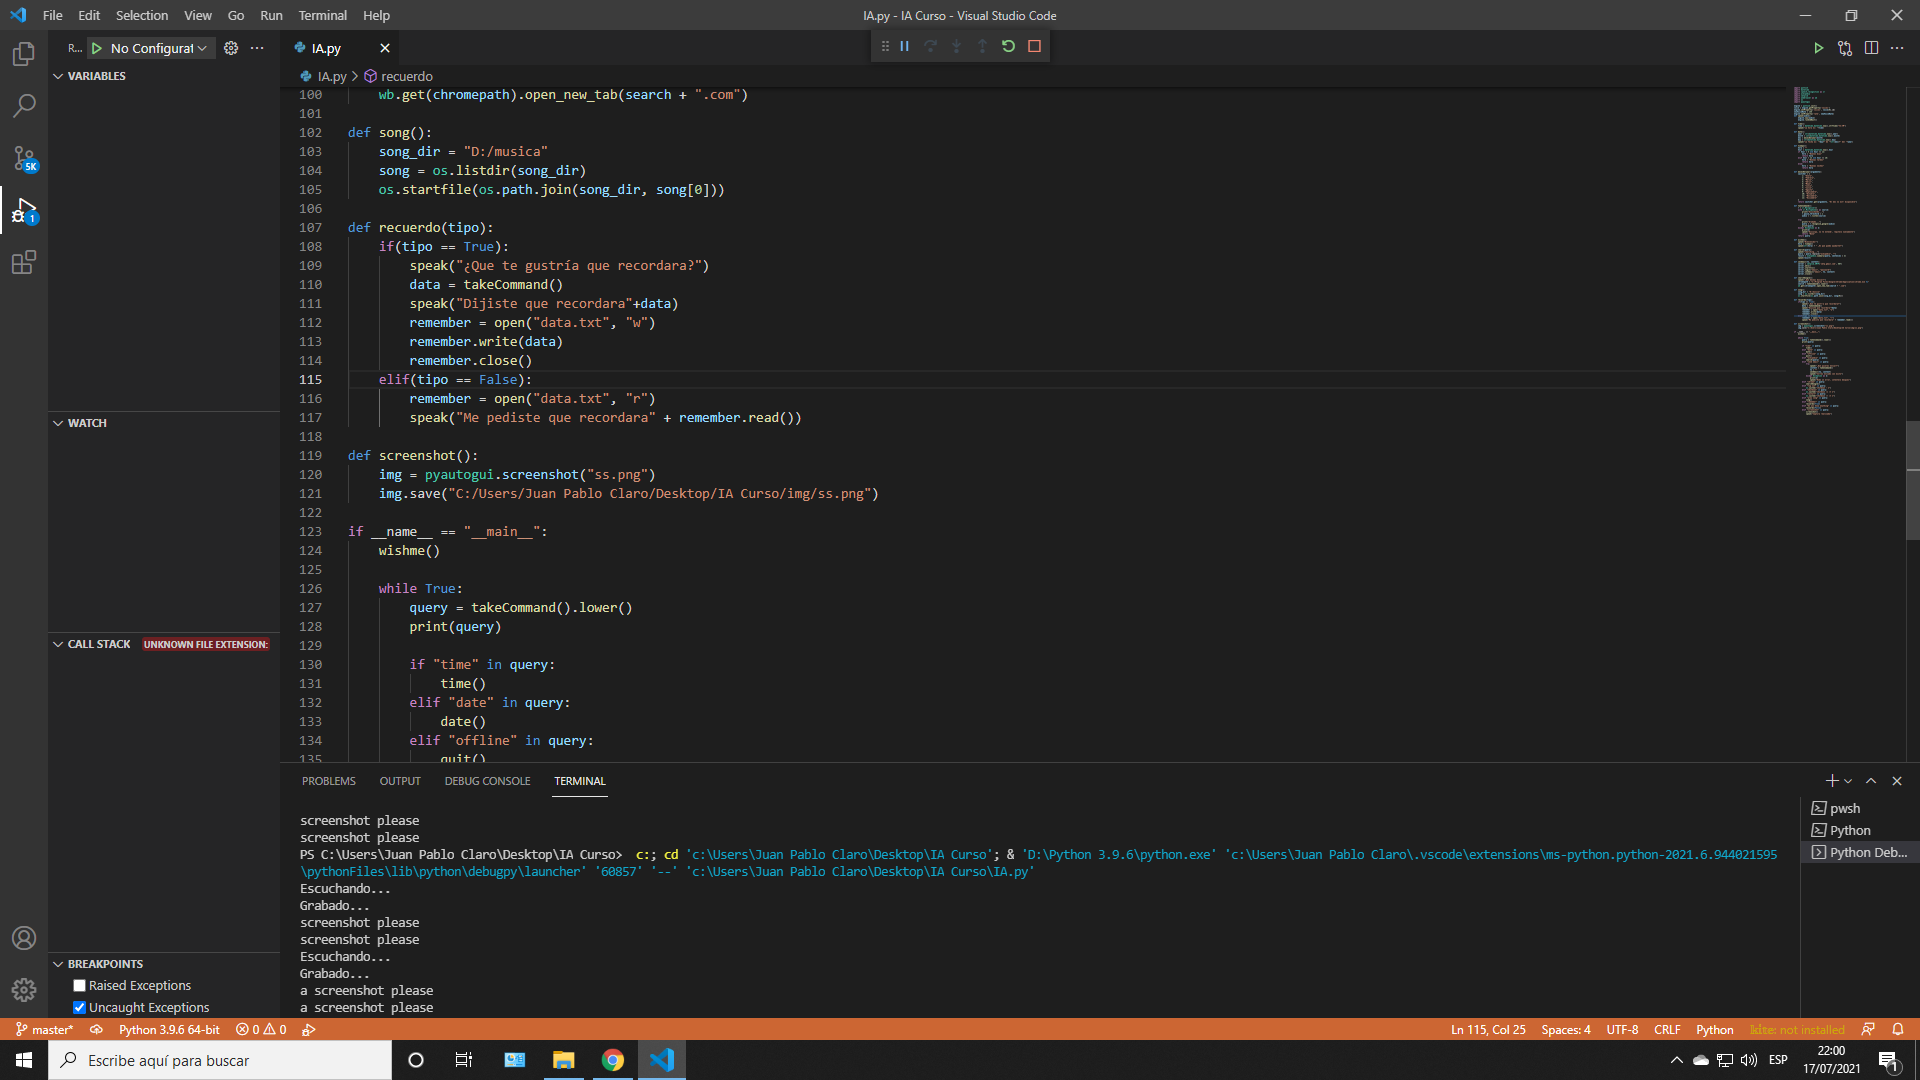 File Edit Selection View Go Run Terminal Help
IA.py - IA Curso - Visual Studio Code
R... No Configurat
IA.py
IA.py > recuerdo
VARIABLES
WATCH
CALL STACK UNKNOWN FILE EXTENSION:
BREAKPOINTS
Raised Exceptions
Uncaught Exceptions
5K
1
100 wb.get(chromepath).open_new_tab(search + ".com")
101
102 def song():
103 song_dir = "D:/musica"
104 song = os.listdir(song_dir)
105 os.startfile(os.path.join(song_dir, song[0]))
106
107 def recuerdo(tipo):
108 if(tipo == True):
109 speak("¿Que te gustría que recordara?")
110 data = takeCommand()
111 speak("Dijiste que recordara"+data)
112 remember = open("data.txt", "w")
113 remember.write(data)
114 remember.close()
115 elif(tipo == False):
116 remember = open("data.txt", "r")
117 speak("Me pediste que recordara" + remember.read())
118
119 def screenshot():
120 img = pyautogui.screenshot("ss.png")
121 img.save("C:/Users/Juan Pablo Claro/Desktop/IA Curso/img/ss.png")
122
123 if __name__ == "__main__":
124 wishme()
125
126 while True:
127 query = takeCommand().lower()
128 print(query)
129
130 if "time" in query:
131 time()
132 elif "date" in query:
133 date()
134 elif "offline" in query:
135 quit()
PROBLEMS OUTPUT DEBUG CONSOLE TERMINAL
screenshot please
screenshot please
PS C:\Users\Juan Pablo Claro\Desktop\IA Curso> c:; cd 'c:\Users\Juan Pablo Claro\Desktop\IA Curso'; & 'D:\Python 3.9.6\python.exe' 'c:\Users\Juan Pablo Claro\.vscode\extensions\ms-python.python-2021.6.944021595
\pythonFiles\lib\python\debugpy\launcher' '60857' '--' 'c:\Users\Juan Pablo Claro\Desktop\IA Curso\IA.py'
Escuchando...
Grabado...
screenshot please
screenshot please
Escuchando...
Grabado...
a screenshot please
a screenshot please
pwsh
Python
Python Deb...
master* Python 3.9.6 64-bit 0 0
Ln 115, Col 25 Spaces: 4 UTF-8 CRLF Python not installed
Escribe aquí para buscar
ESP
22:00
17/07/2021
1